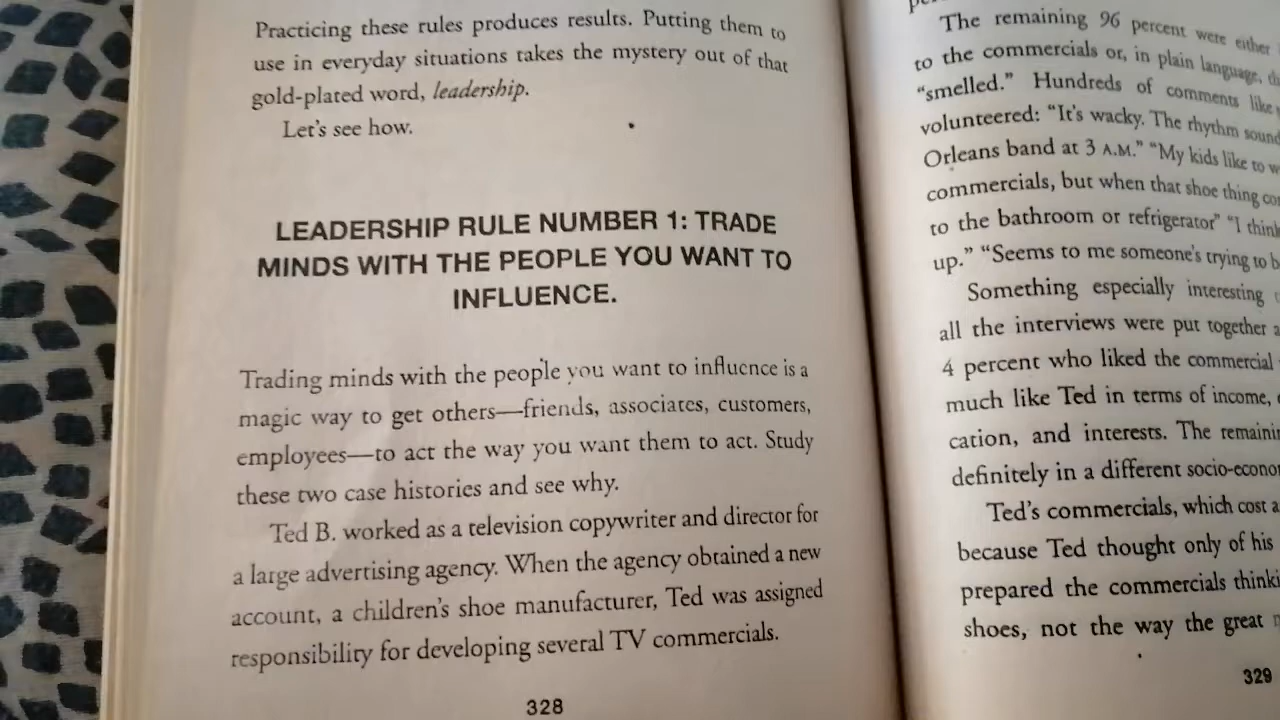 Practicing these rules produces results. Putting them to
use in everyday situations takes the mystery out of that
gold-plated word, leadership.
Let's see how.
LEADERSHIP RULE NUMBER 1: TRADE
MINDS WITH THE PEOPLE YOU WANT TO
INFLUENCE.
Trading minds with the people you want to influence is a
magic way to get others—friends, associates, customers,
employees—to act the way you want them to act. Study
these two case histories and see why.
Ted B. worked as a television copywriter and director for
a large advertising agency. When the agency obtained a new
account, a children's shoe manufacturer, Ted was assigned
responsibility for developing several TV commercials.
328
The remaining 96 percent were either
to the commercials or, in plain language,
“smelled.” Hundreds of comments like
volunteered: “It's wacky. The rhythm
Orleans band at 3 A.M.” “My kids like to
commercials, but when that shoe thing
to the bathroom or refrigerator” “I
up.” “Seems to me someone's trying to
Something especially interesting
all the interviews were put together
4 percent who liked the commercial
much like Ted in terms of income,
cation, and interests. The
definitely in a different
Ted's commercials, which cost
because Ted thought only of his
prepared the commercials
shoes, not the way the great
329